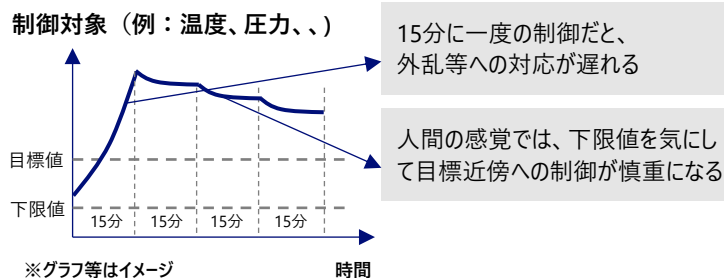 制御対象（例：温度、圧力、、)
15分に一度の制御だと、
外乱等への対応が遅れる
人間の感覚では、下限値を気にし
て目標近傍への制御が慎重になる
目標値
下限値
15分 15分 15分 15分
※グラフ等はイメージ
時間